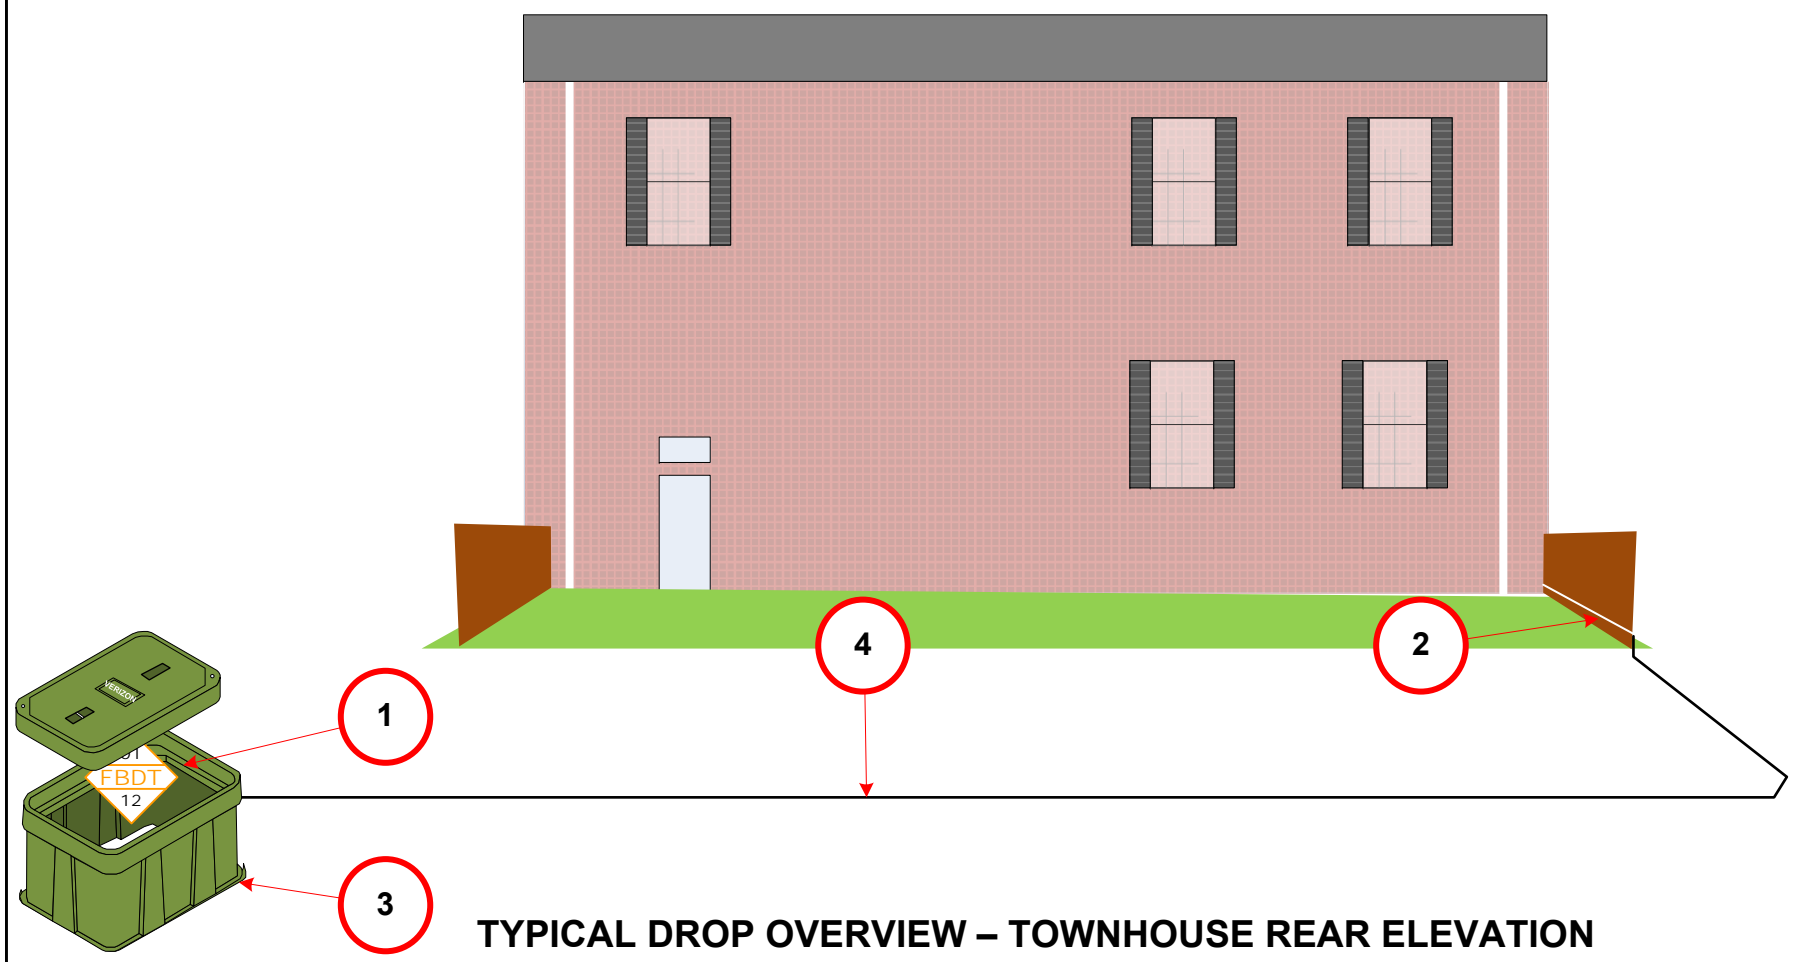 4
2
VERIZON
1
FBDT
12
3
TYPICAL DROP OVERVIEW – TOWNHOUSE REAR ELEVATION